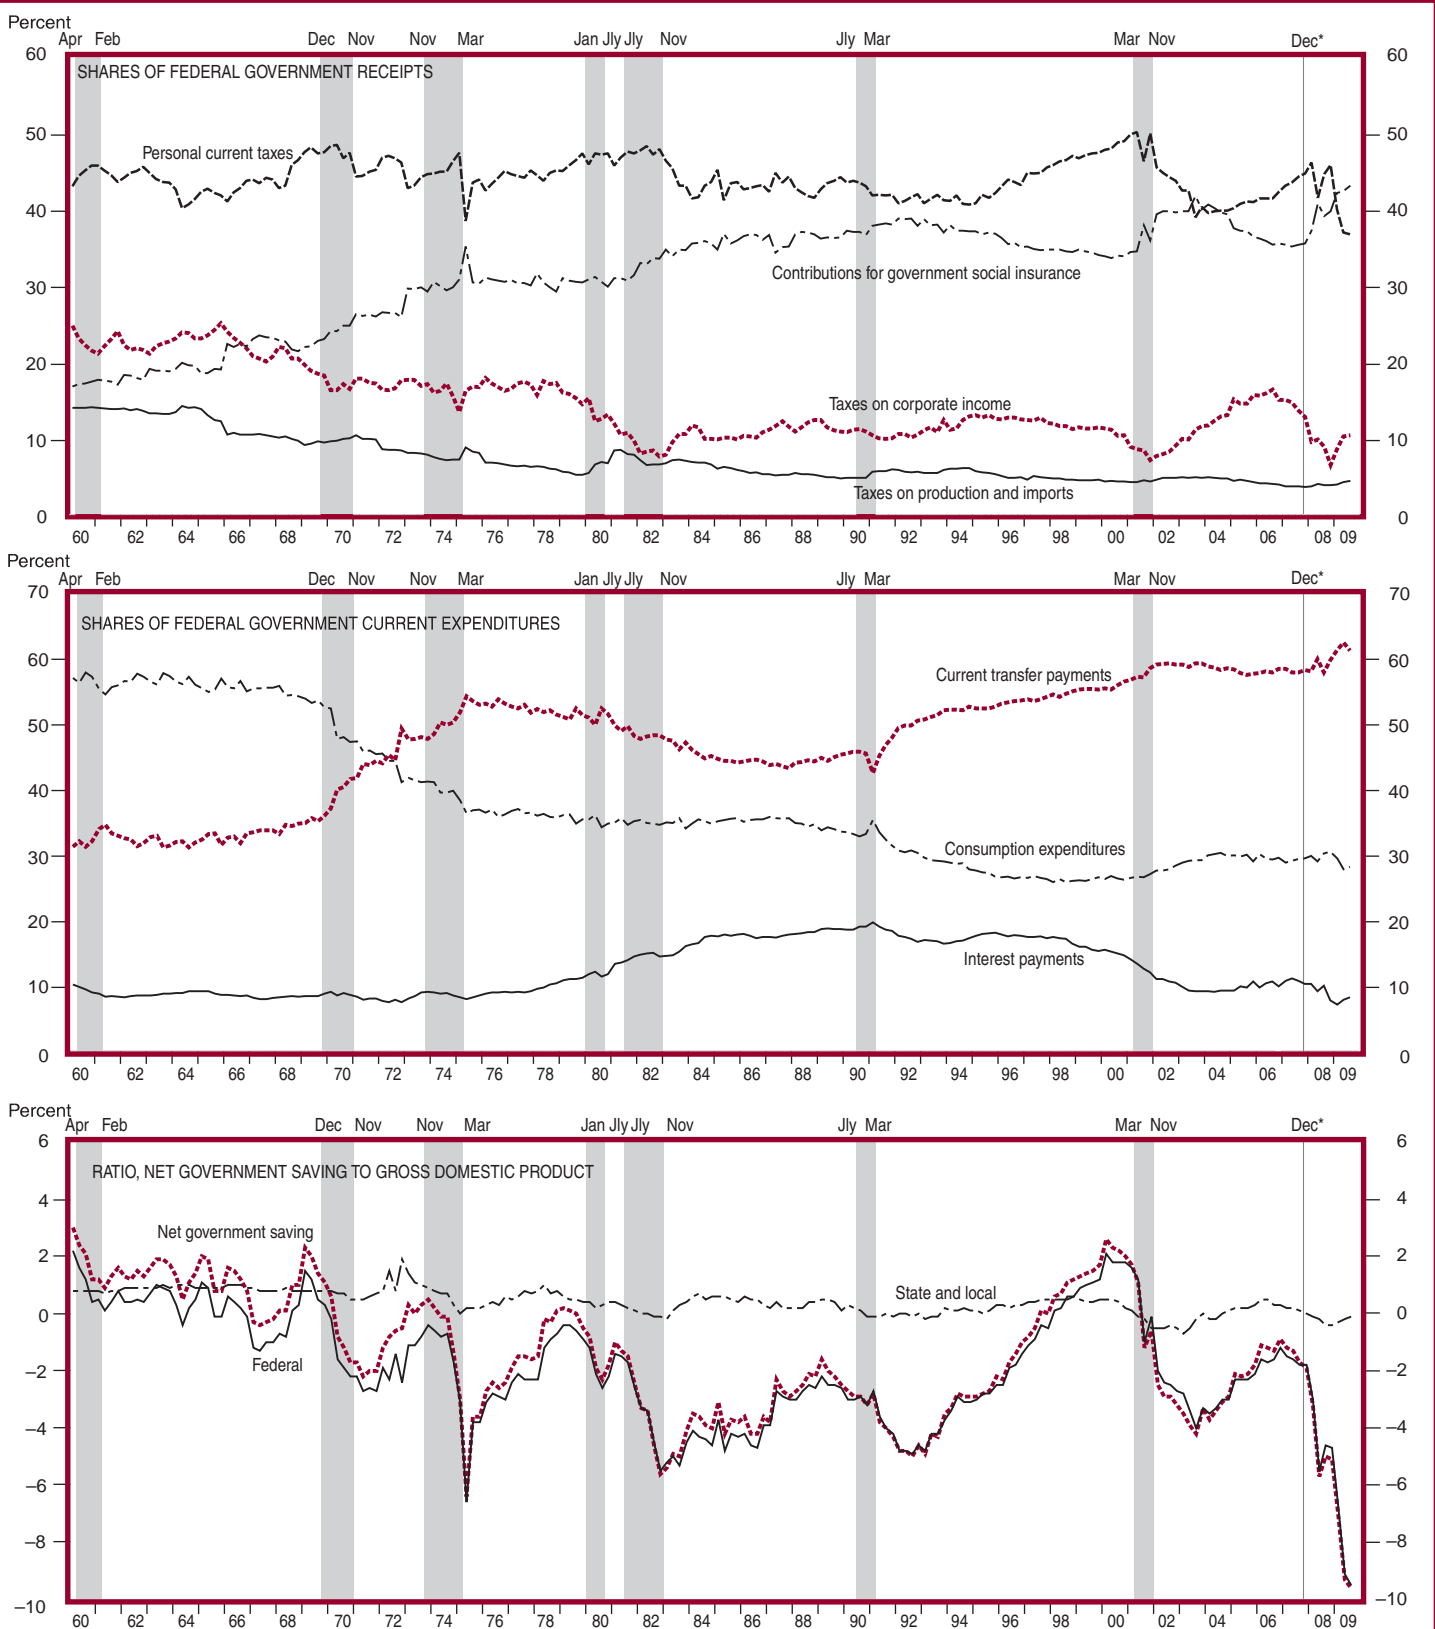 Percent
Apr Feb Dec Nov Nov Mar Jan Jly Jly Nov Jly Mar Mar Nov Dec*
60 60
SHARES OF FEDERAL GOVERNMENT RECEIPTS
50 50
Personal current taxes
40 40
Contributions for government social insurance
30 30
20 20
Taxes on corporate income
10 10
Taxes on production and imports
0 0
60 62 64 66 68 70 72 74 76 78 80 82 84 86 88 90 92 94 96 98 00 02 04 06 08 09
Percent
Apr Feb Dec Nov Nov Mar Jan Jly Jly Nov Jly Mar Mar Nov Dec*
70 70
SHARES OF FEDERAL GOVERNMENT CURRENT EXPENDITURES
60 60
Current transfer payments
50 50
40 40
Consumption expenditures
30 30
20 20
Interest payments
10 10
0 0
60 62 64 66 68 70 72 74 76 78 80 82 84 86 88 90 92 94 96 98 00 02 04 06 08 09
Percent
Apr Feb Dec Nov Nov Mar Jan Jly Jly Nov Jly Mar Mar Nov Dec*
6 6
RATIO, NET GOVERNMENT SAVING TO GROSS DOMESTIC PRODUCT
4 4
Net government saving
2 2
State and local
0 0
Federal
–2 –2
–4 –4
–6 –6
–8 –8
–10 –10
60 62 64 66 68 70 72 74 76 78 80 82 84 86 88 90 92 94 96 98 00 02 04 06 08 09